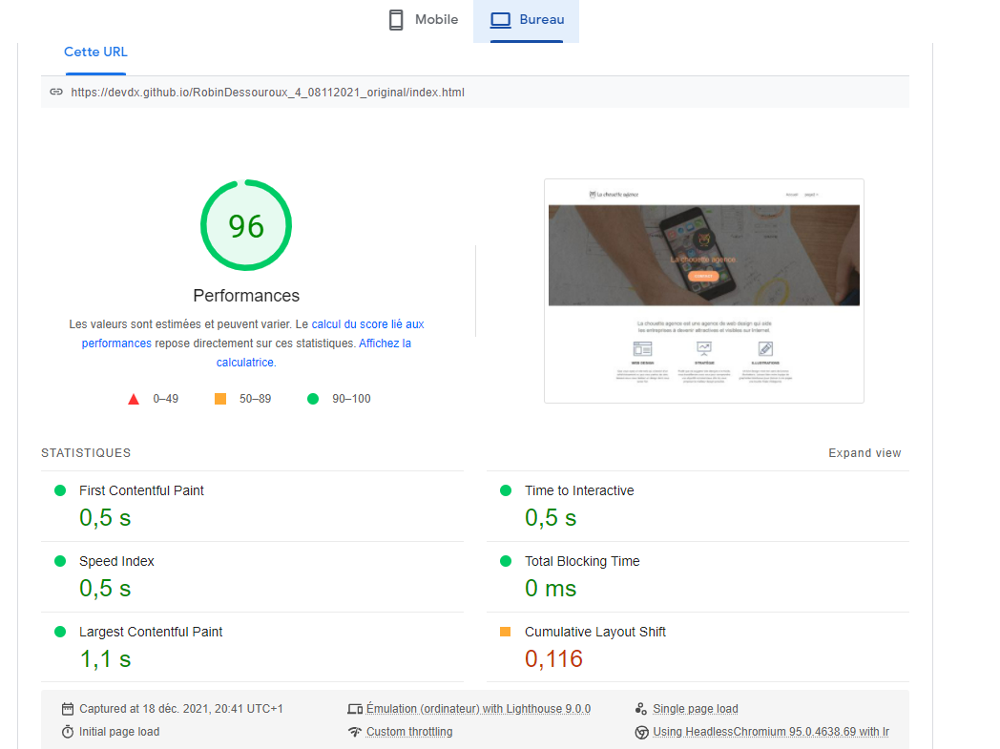 Mobile
Bureau
Cette URL
https://devdx.github.io/RobinDessouroux_4_08112021_original/index.html
96
Performances
Les valeurs sont estimées et peuvent varier. Le calcul du score lié aux
performances repose directement sur ces statistiques. Affichez la
calculatrice.
0–49
50–89
90–100
La chouette agence
Accueil
page2
La chouette agence
CONTACT
La chouette agence est une agence de web design qui aide
les entreprises à devenir attractives et visibles sur Internet.
WEB DESIGN
STRATÉGIE
ILLUSTRATIONS
STATISTIQUES
Expand view
First Contentful Paint
0,5 s
Time to Interactive
0,5 s
Speed Index
0,5 s
Total Blocking Time
0 ms
Largest Contentful Paint
1,1 s
Cumulative Layout Shift
0,116
Captured at 18 déc. 2021, 20:41 UTC+1
Émulation (ordinateur) with Lighthouse 9.0.0
Single page load
Initial page load
Custom throttling
Using HeadlessChromium 95.0.4638.69 with lr